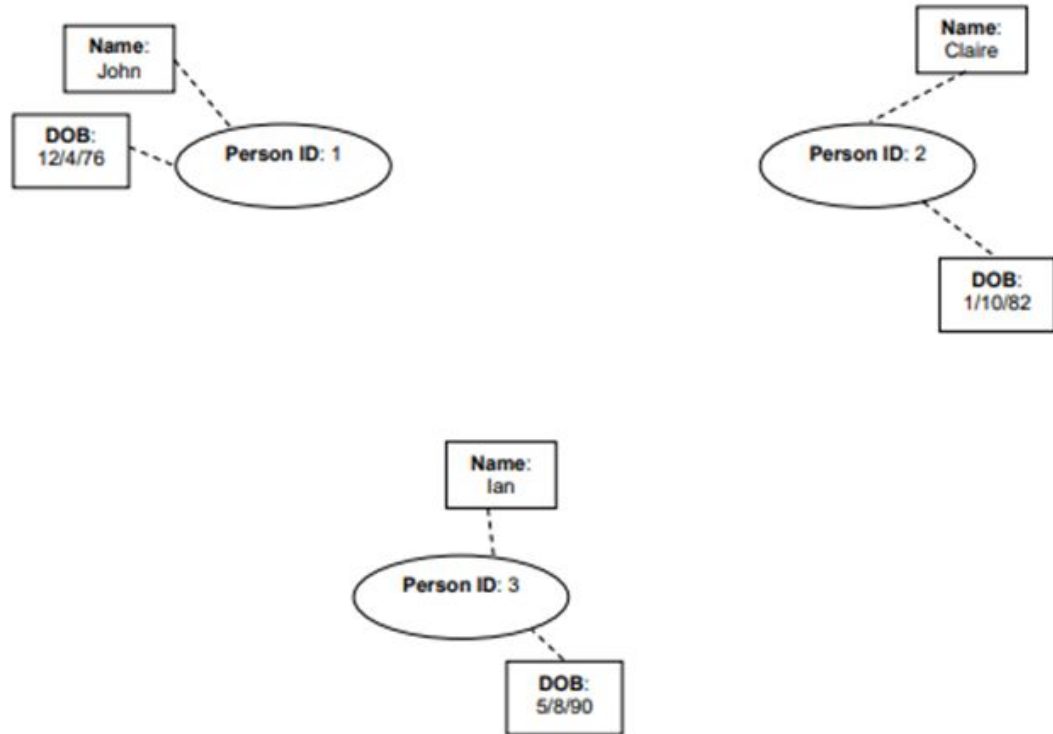 Name:
John
DOB:
12/4/76
Person ID: 1
Name:
Claire
Person ID: 2
DOB:
1/10/82
Name:
Ian
Person ID: 3
DOB:
5/8/90